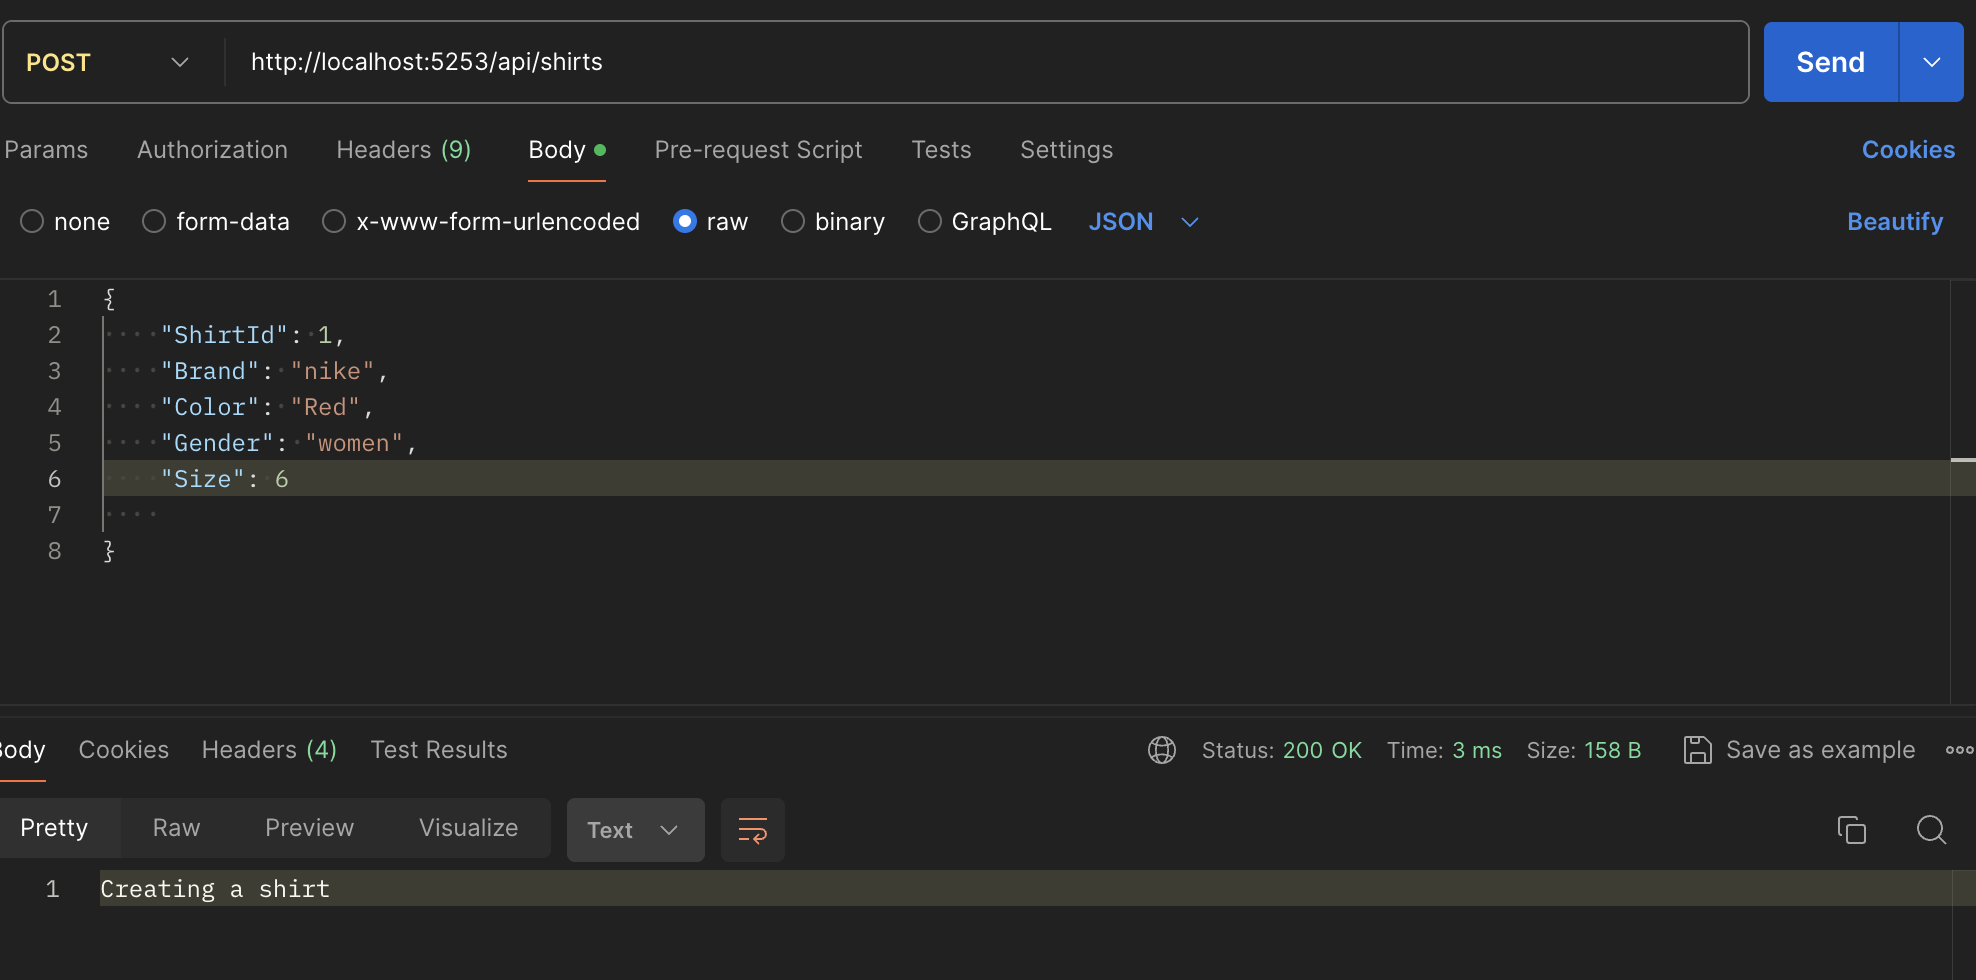 POST http://localhost:5253/api/shirts Send
Params Authorization Headers (9) Body Pre-request Script Tests Settings Cookies
none form-data x-www-form-urlencoded raw binary GraphQL JSON Beautify
1 {
2 "ShirtId": 1,
3 "Brand": "nike",
4 "Color": "Red",
5 "Gender": "women",
6 "Size": 6
7
8 }
Body Cookies Headers (4) Test Results Status: 200 OK Time: 3 ms Size: 158 B Save as example
Pretty Raw Preview Visualize Text
1 Creating a shirt